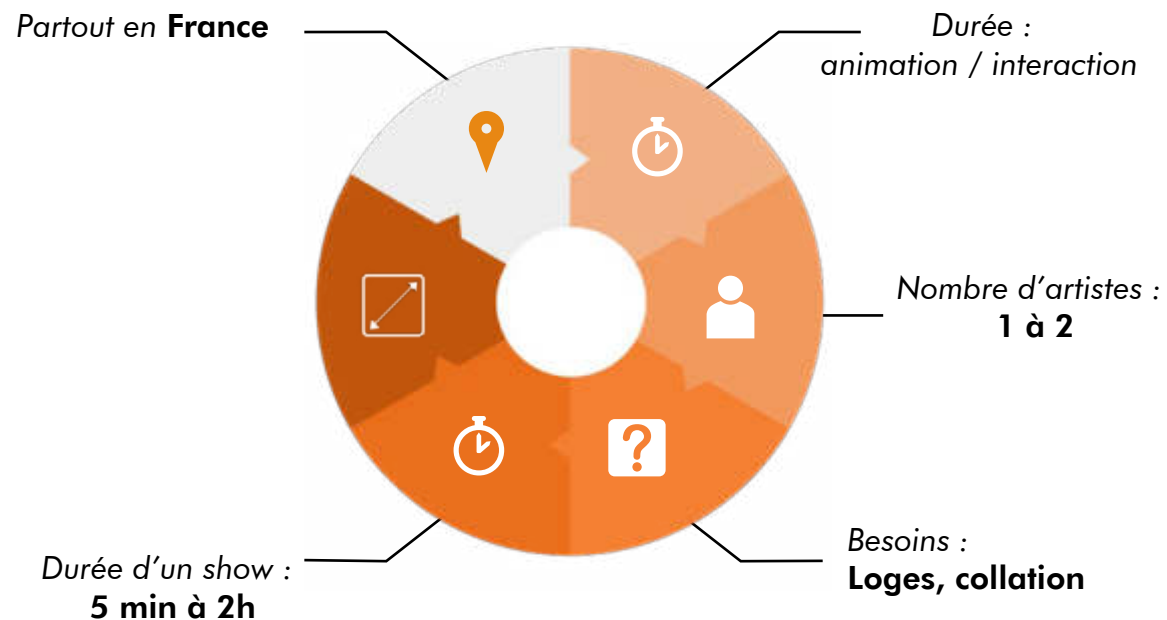 Partout en France
Durée :
animation / interaction
Nombre d'artistes :
1 à 2
Besoins :
Loges, collation
Durée d'un show :
5 min à 2h